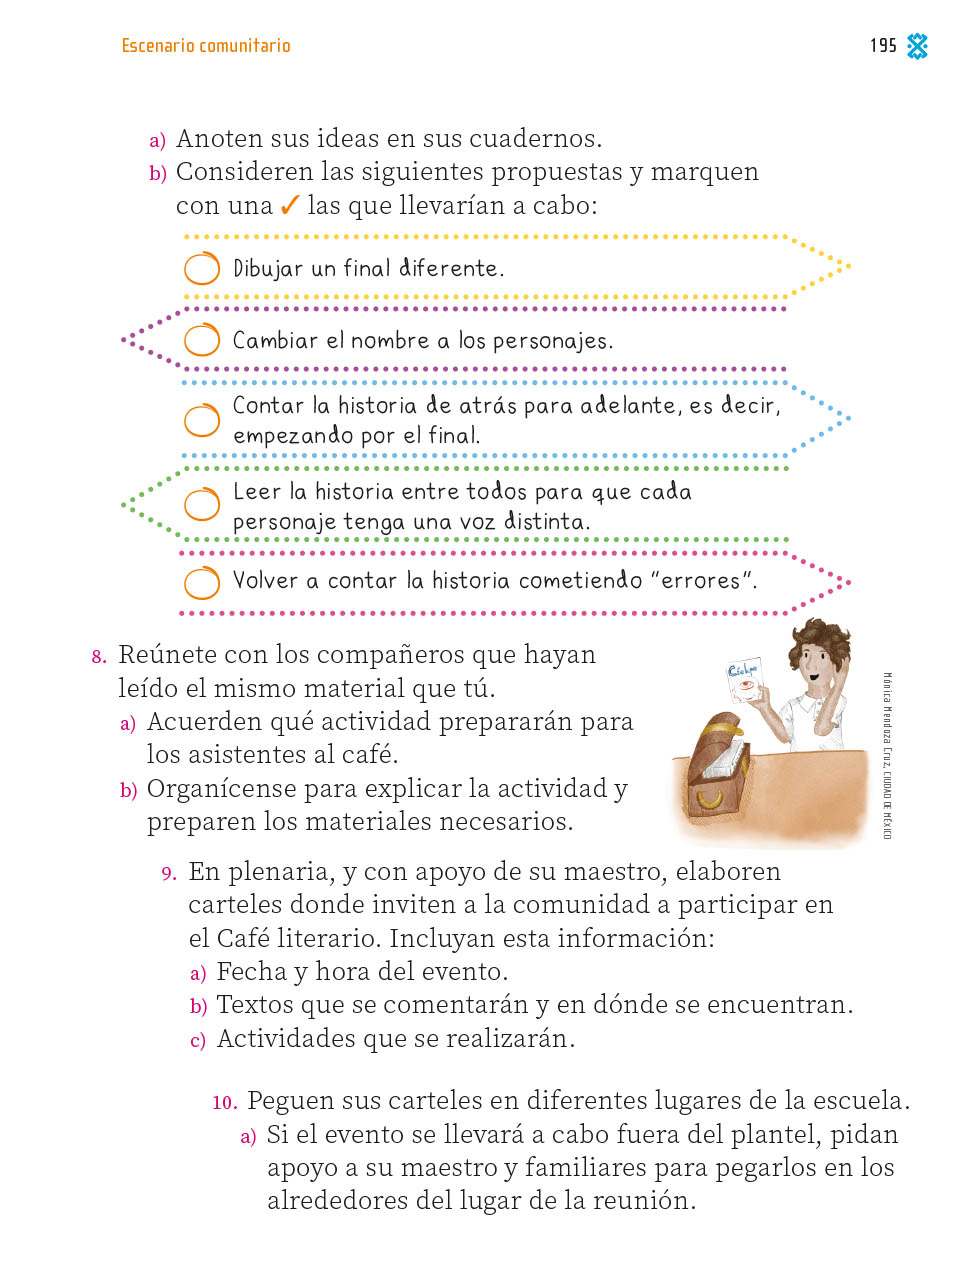 Escenario comunitario
195
a) Anoten sus ideas en sus cuadernos.
b) Consideren las siguientes propuestas y marquen
con una ✓ las que llevarían a cabo:
Dibujar un final diferente.
Cambiar el nombre a los personajes.
Contar la historia de atrás para adelante, es decir,
empezando por el final.
Leer la historia entre todos para que cada
personaje tenga una voz distinta.
Volver a contar la historia cometiendo "errores".
8. Reúnete con los compañeros que hayan
leído el mismo material que tú.
a) Acuerden qué actividad prepararán para
los asistentes al café.
b) Organícense para explicar la actividad y
preparen los materiales necesarios.
Mónica Mendoza Cruz, CIUDAD DE MÉXICO
9. En plenaria, y con apoyo de su maestro, elaboren
carteles donde inviten a la comunidad a participar en
el Café literario. Incluyan esta información:
a) Fecha y hora del evento.
b) Textos que se comentarán y en dónde se encuentran.
c) Actividades que se realizarán.
10. Peguen sus carteles en diferentes lugares de la escuela.
a) Si el evento se llevará a cabo fuera del plantel, pidan
apoyo a su maestro y familiares para pegarlos en los
alrededores del lugar de la reunión.